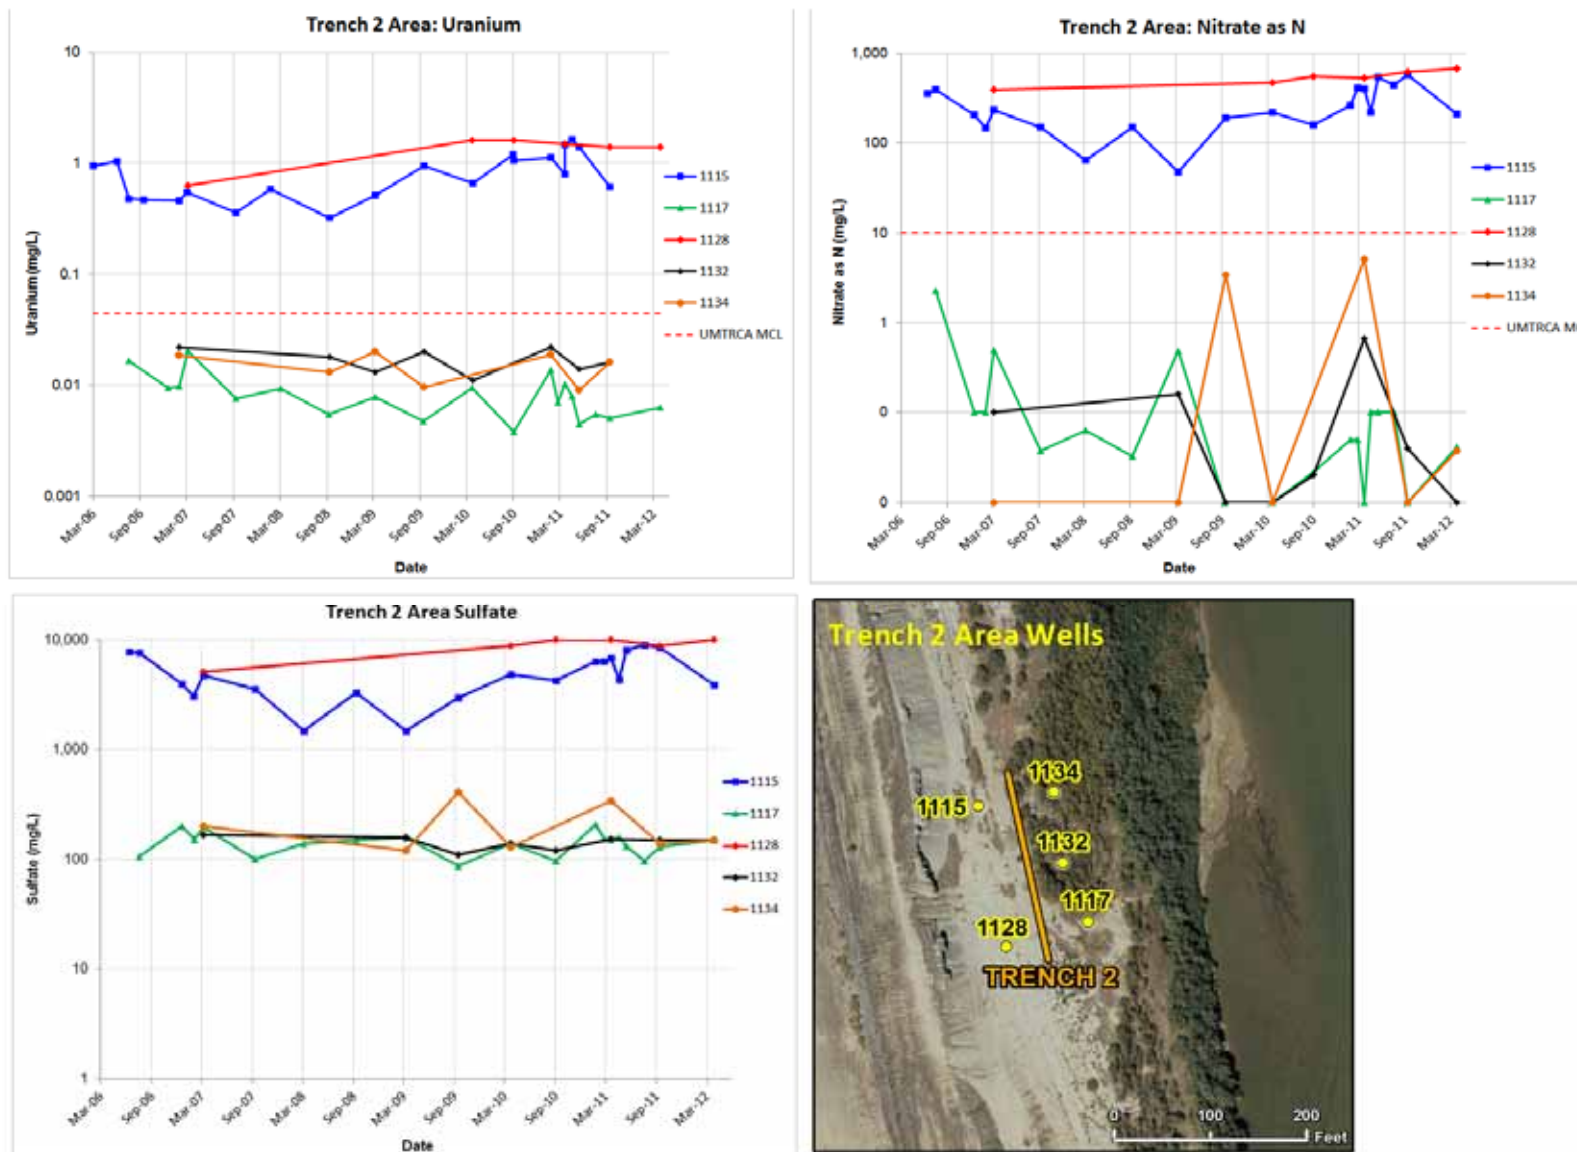 Trench 2 Area: Uranium
10
1
0.1
0.01
0.001
Uranium (mg/L)
Mar-06
Sep-06
Mar-07
Sep-07
Mar-08
Sep-08
Mar-09
Sep-09
Mar-10
Sep-10
Mar-11
Sep-11
Mar-12
Date
1115
1117
1128
1132
1134
UMTRCA MCL
Trench 2 Area: Nitrate as N
1,000
100
10
1
0
0
Nitrate as N (mg/L)
Mar-06
Sep-06
Mar-07
Sep-07
Mar-08
Sep-08
Mar-09
Sep-09
Mar-10
Sep-10
Mar-11
Sep-11
Mar-12
Date
1115
1117
1128
1132
1134
UMTRCA M
Trench 2 Area Sulfate
10,000
1,000
100
10
1
Sulfate (mg/L)
Mar-06
Sep-06
Mar-07
Sep-07
Mar-08
Sep-08
Mar-09
Sep-09
Mar-10
Sep-10
Mar-11
Sep-11
Mar-12
Date
1115
1117
1128
1132
1134
Trench 2 Area Wells
1134
1115
1132
1117
1128
TRENCH 2
0 100 200
Feet